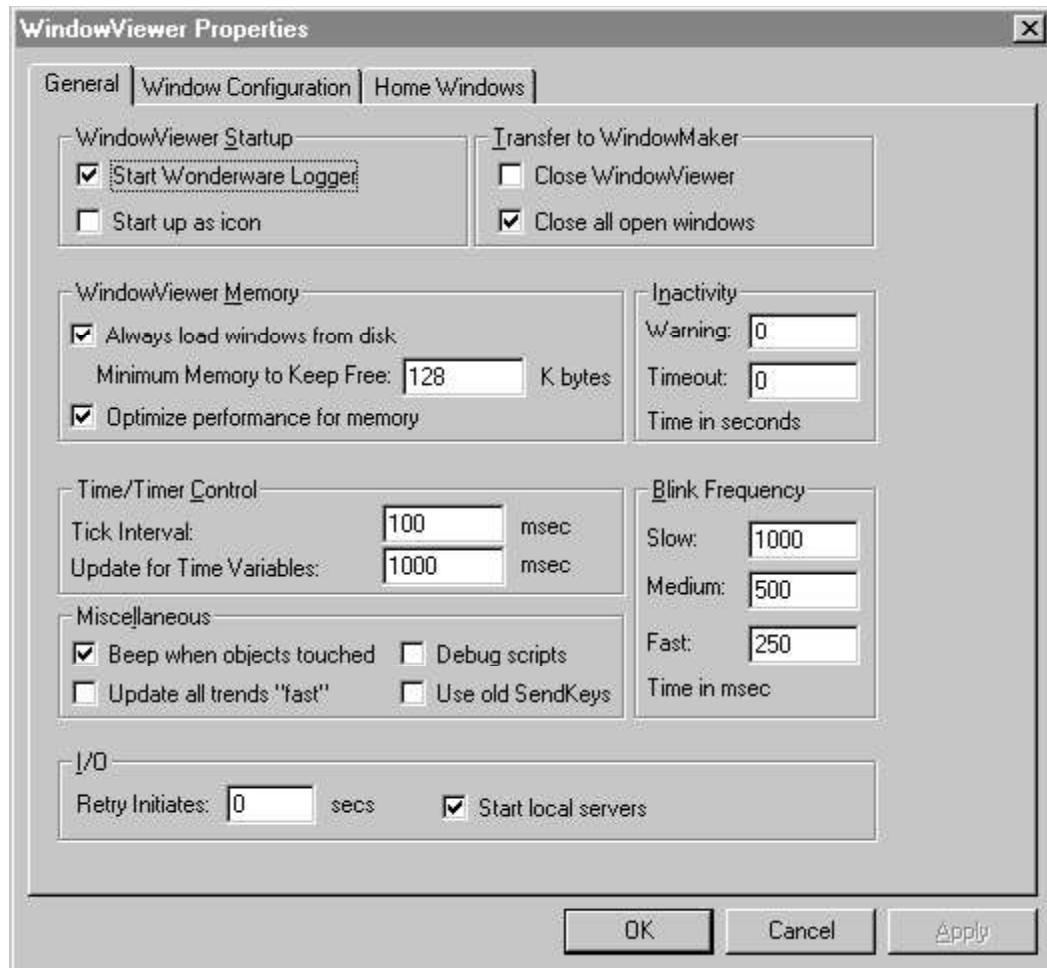 WindowViewer Properties
General
Window Configuration
Home Windows
WindowViewer Startup
Start Wonderware Logger
Start up as icon
Transfer to WindowMaker
Close WindowViewer
Close all open windows
WindowViewer Memory
Always load windows from disk
Minimum Memory to Keep Free: 128 K bytes
Optimize performance for memory
Inactivity
Warning: 0
Timeout: 0
Time in seconds
Time/Timer Control
Tick Interval: 100 msec
Update for Time Variables: 1000 msec
Blink Frequency
Slow: 1000
Medium: 500
Fast: 250
Time in msec
Miscellaneous
Beep when objects touched
Debug scripts
Update all trends "fast"
Use old SendKeys
I/O
Retry Initiates: 0 secs
Start local servers
OK
Cancel
Apply